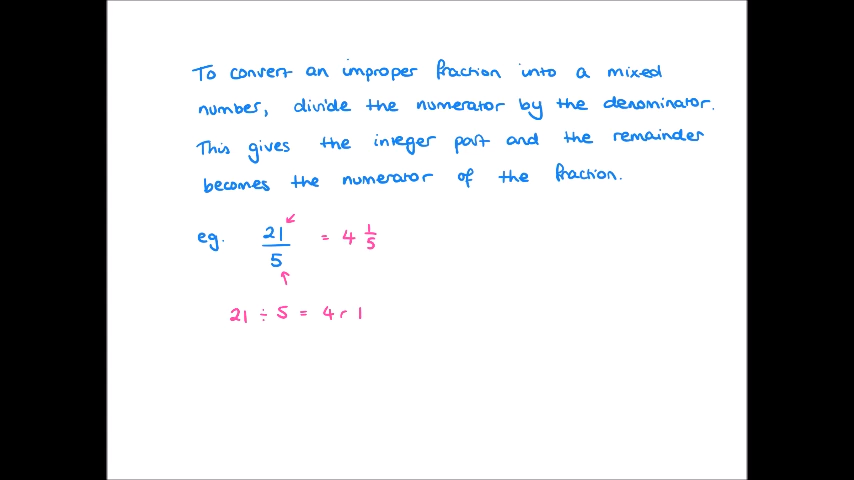 To convert an improper fraction into a mixed
number, divide the numerator by the denominator.
This gives the integer part and the remainder
becomes the numerator of the fraction.
eg. 21/5 = 4 1/5
21 ÷ 5 = 4 r 1